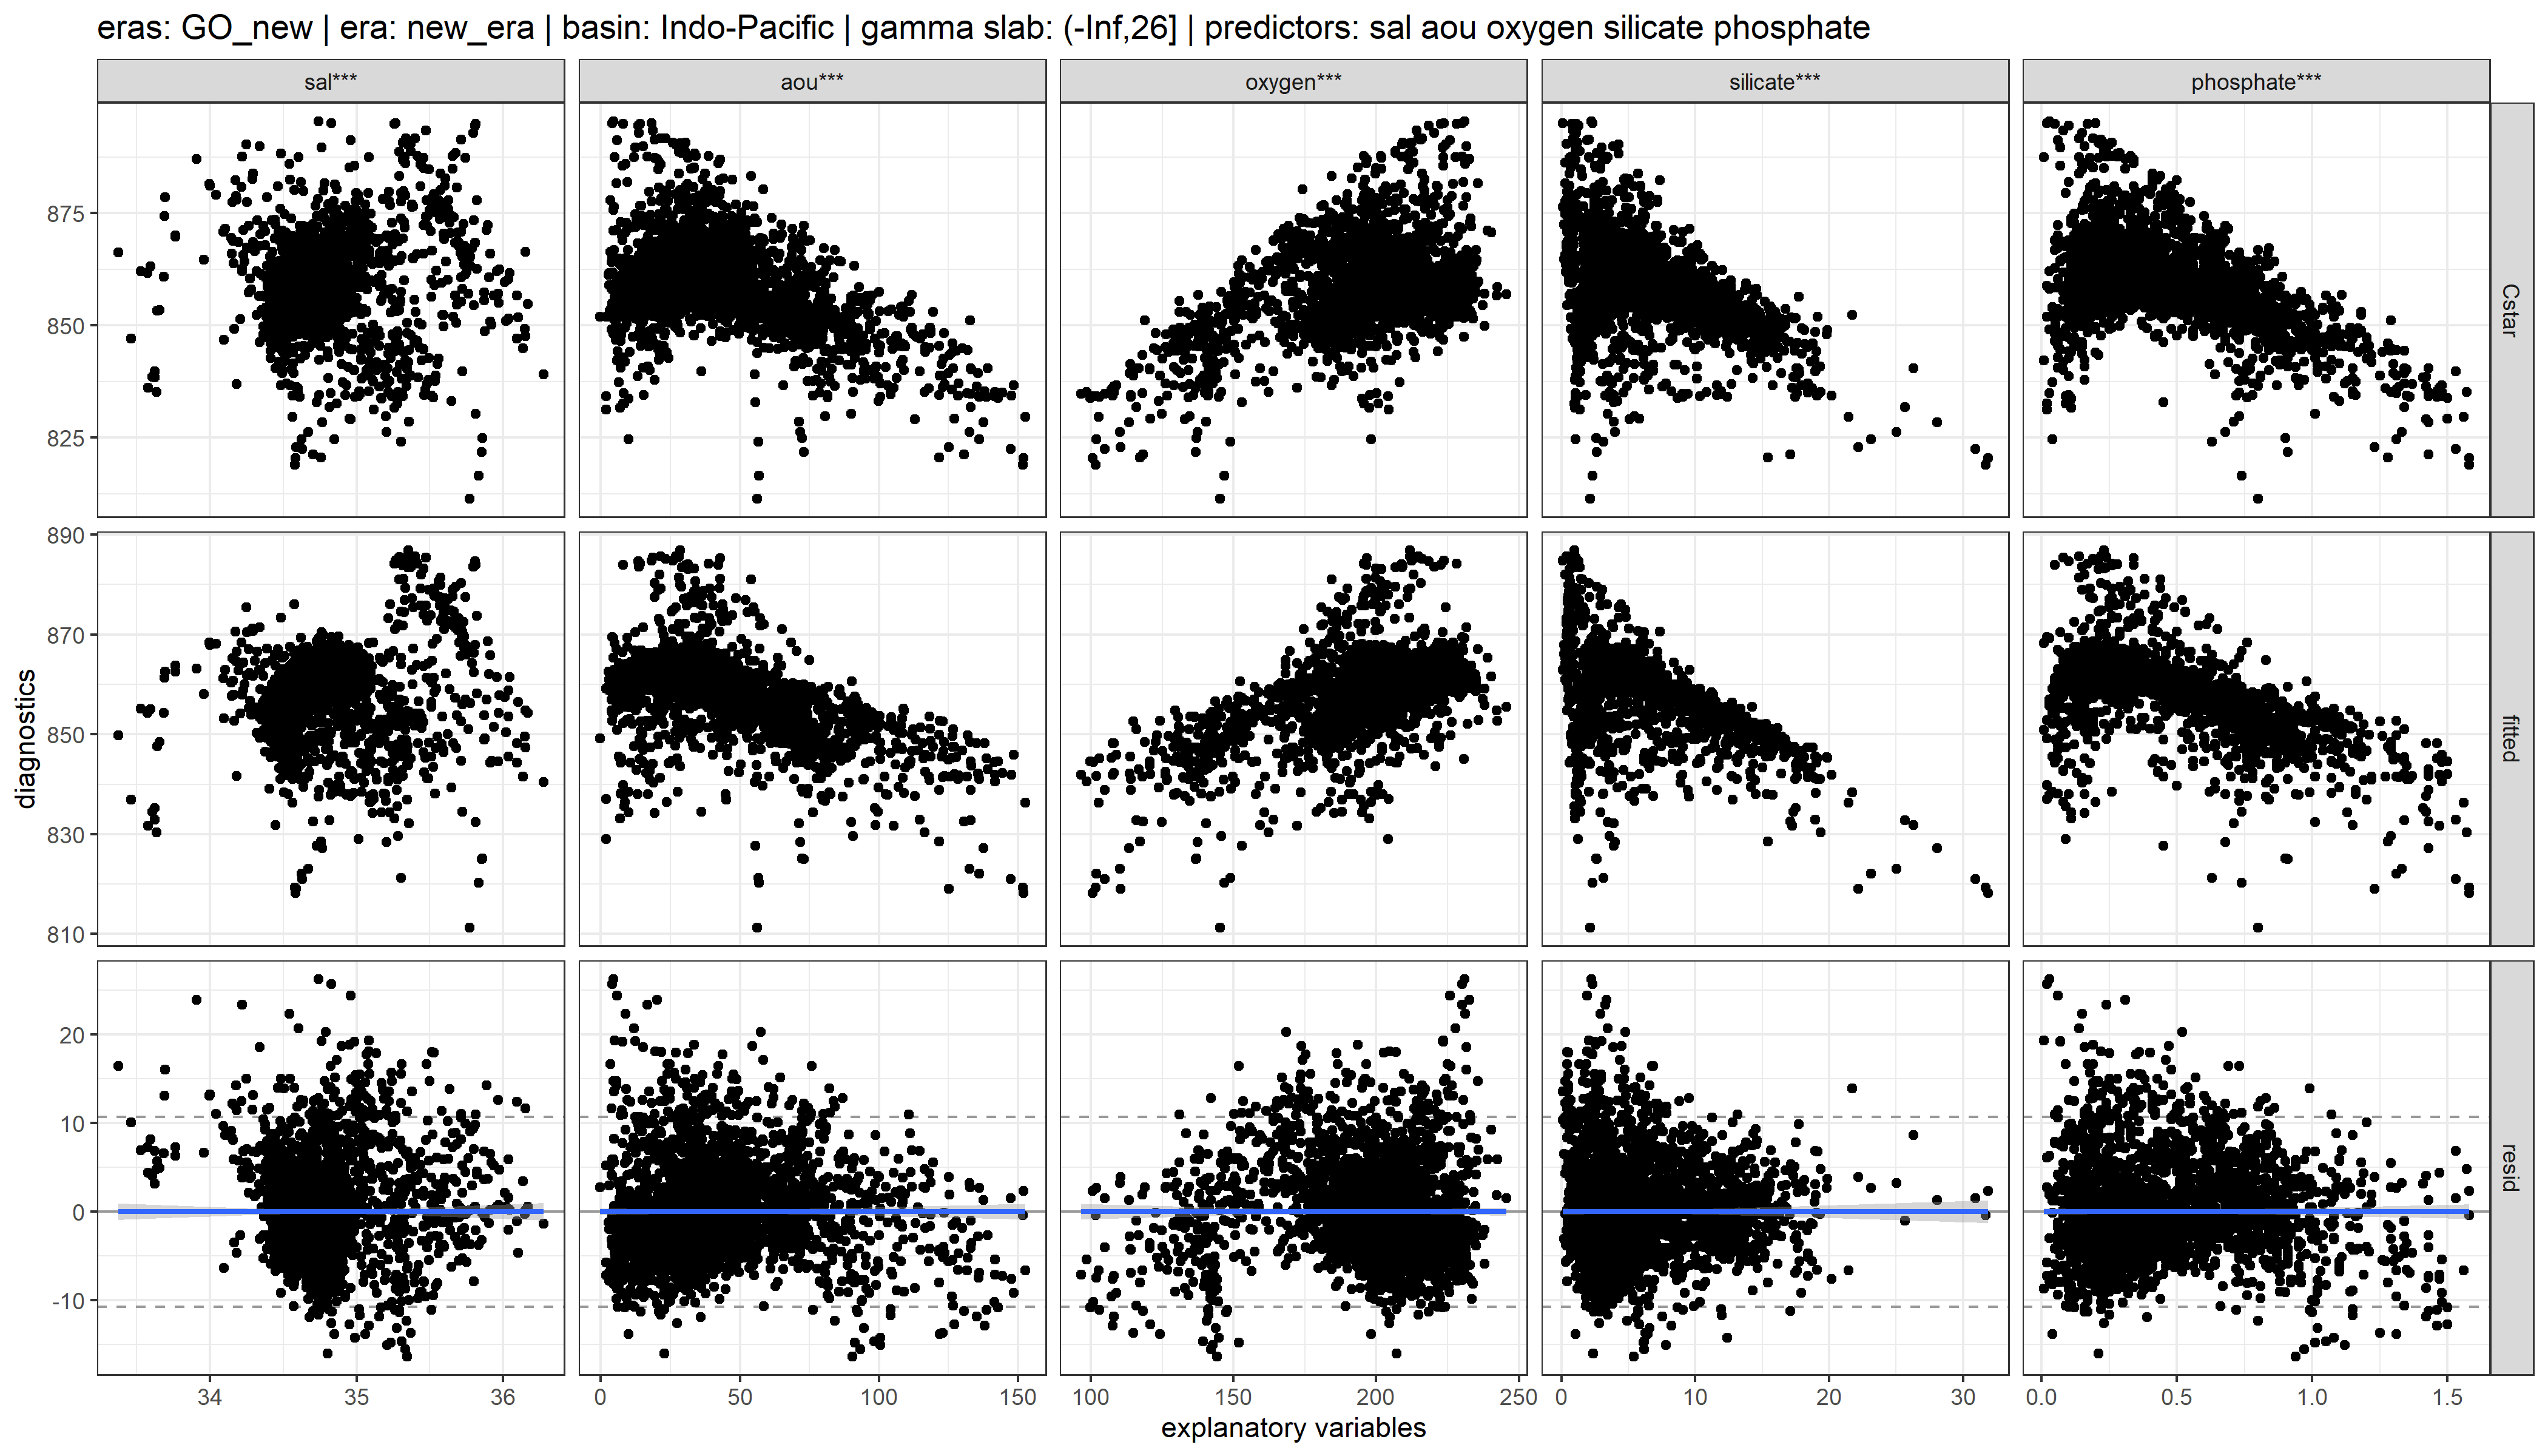 eras: GO_new | era: new_era | basin: Indo-Pacific | gamma slab: (-Inf,26] | predictors: sal aou oxygen silicate phosphate
sal*** aou*** oxygen*** silicate*** phosphate***
875
850
825
Cstar
890
870
850
830
810
fitted
diagnostics
20
10
0
-10
resid
34 35 36 0 50 100 150 100 150 200 250 0 10 20 30 0.0 0.5 1.0 1.5
explanatory variables